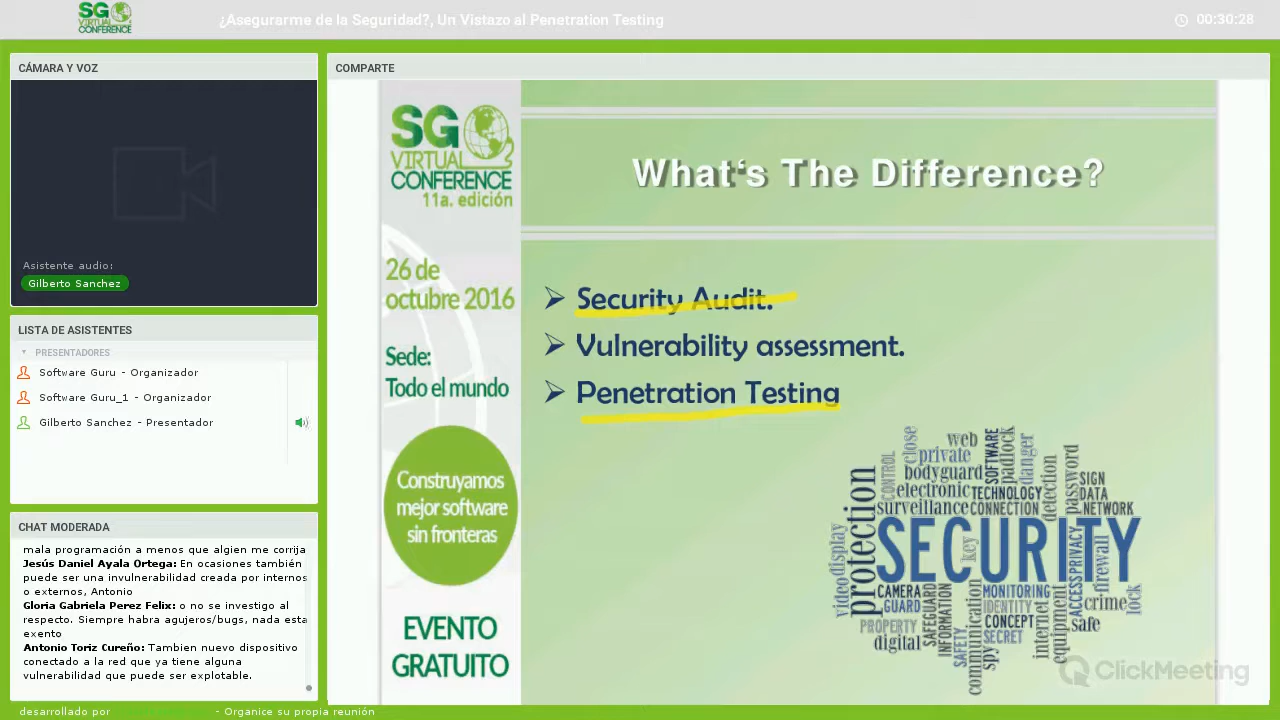 SG
VIRTUAL
CONFERENCE
¿Asegurarme de la Seguridad?, Un Vistazo al Penetration Testing
00:30:28
CÁMARA Y VOZ
Asistente audio:
Gilberto Sanchez
LISTA DE ASISTENTES
PRESENTADORES
Software Guru - Organizador
Software Guru_1 - Organizador
Gilberto Sanchez - Presentador
CHAT MODERADA
mala programación a menos que algien me corrija
Jesús Daniel Ayala Ortega: En ocasiones también
puede ser una invulnerabilidad creada por internos
o externos, Antonio
Gloria Gabriela Perez Felix: o no se investigo al
respecto. Siempre habra agujeros/bugs, nada esta
exento
Antonio Toriz Cureño: También nuevo dispositivo
conectado a la red que ya tiene alguna
vulnerabilidad que puede ser explotable.
desarrollado por
- Organice su propia reunión
COMPARTE
SG
VIRTUAL
CONFERENCE
11a. edición
26 de
octubre 2016
Sede:
Todo el mundo
Construyamos
mejor software
sin fronteras
EVENTO
GRATUITO
What's The Difference?
Security Audit.
Vulnerability assessment.
Penetration Testing
close
web
SOFTWARE
padlock
danger
CONTROL
private
bodyguard
detection
password
electronic
TECHNOLOGY
SIGN
DATA
surveillance
CONNECTION
NETWORK
protection
SECURITY
key
display
video
CAMERA
GUARD
MONITORING
IDENTITY
CONCEPT
SECRET
ACCESS
PRIVACY
firewall
crime
lock
PROPERTY
digital
SAFEGUARD
INFORMATION
SAFETY
communication
spy
internet
equipment
safe
ClickMeeting